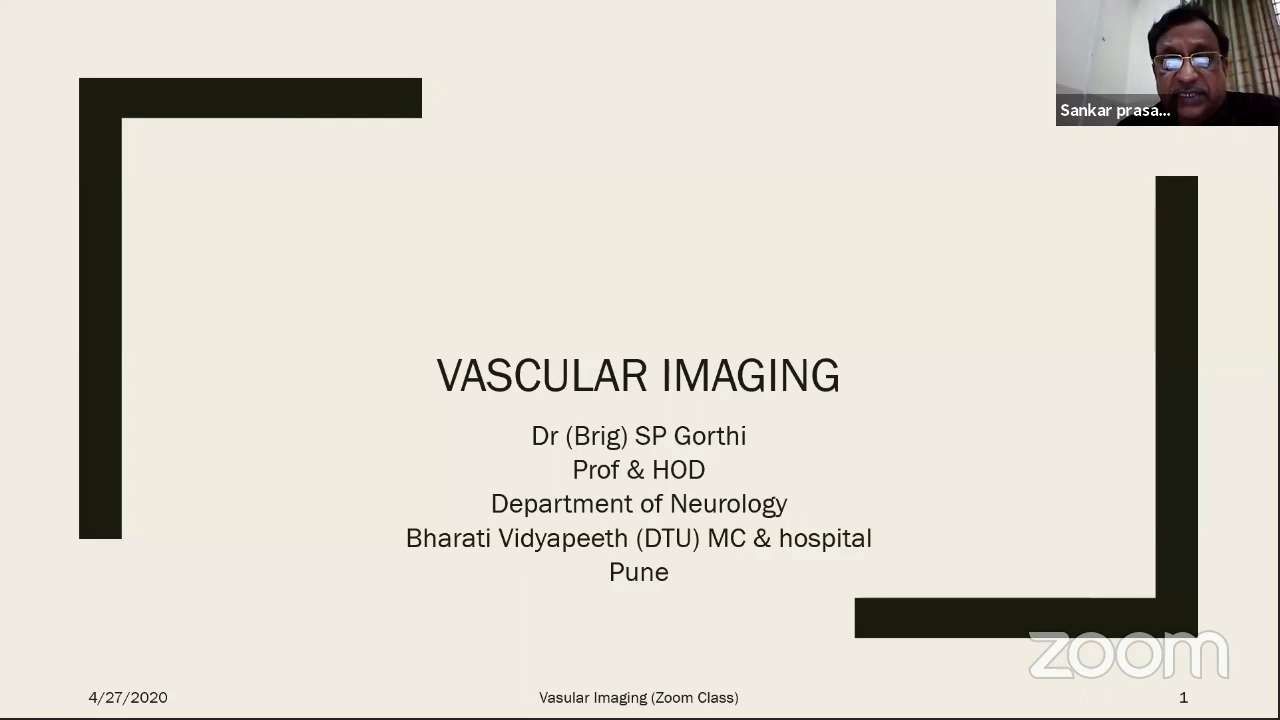 Sankar prasa...
VASCULAR IMAGING
Dr (Brig) SP Gorthi
Prof & HOD
Department of Neurology
Bharati Vidyapeeth (DTU) MC & hospital
Pune
zoom
4/27/2020
Vasular Imaging (Zoom Class)
1